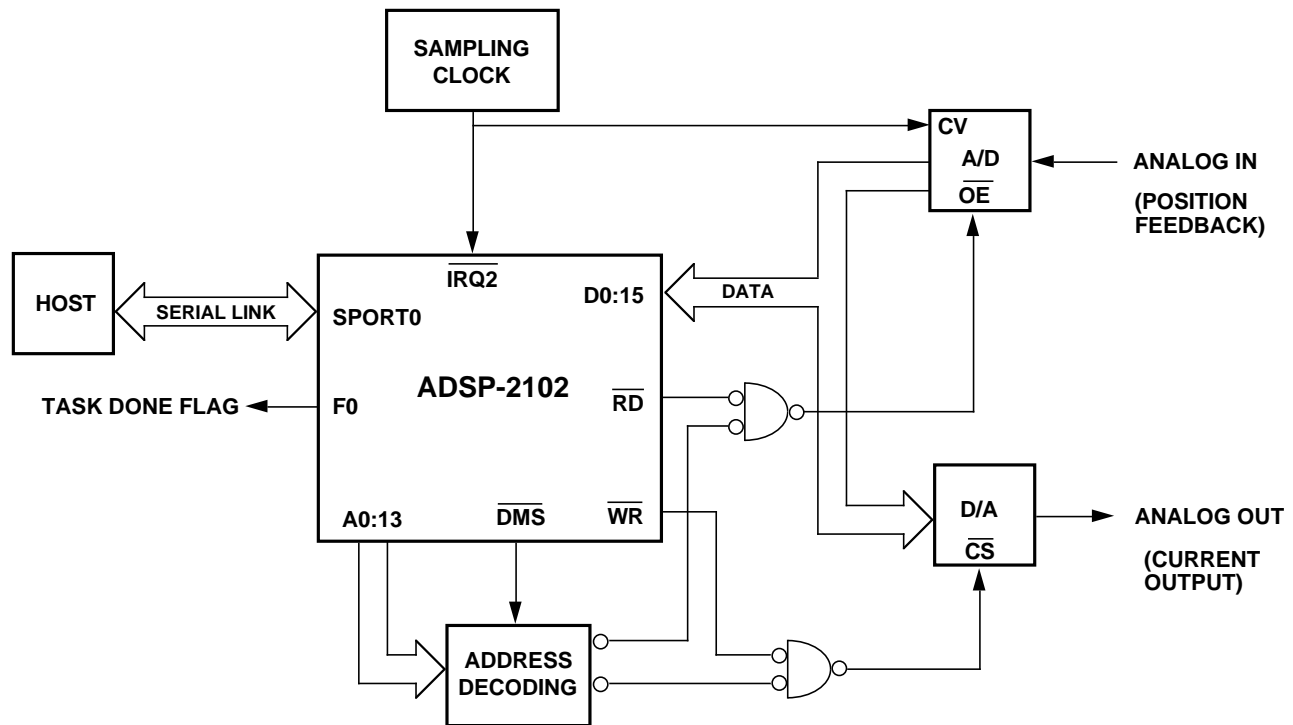 SAMPLING
CLOCK
CV
A/D
OE
ANALOG IN
(POSITION
FEEDBACK)
HOST
SERIAL LINK
IRQ2
D0:15
DATA
SPORT0
ADSP-2102
TASK DONE FLAG
F0
RD
A0:13
DMS
WR
D/A
CS
ANALOG OUT
(CURRENT
OUTPUT)
ADDRESS
DECODING